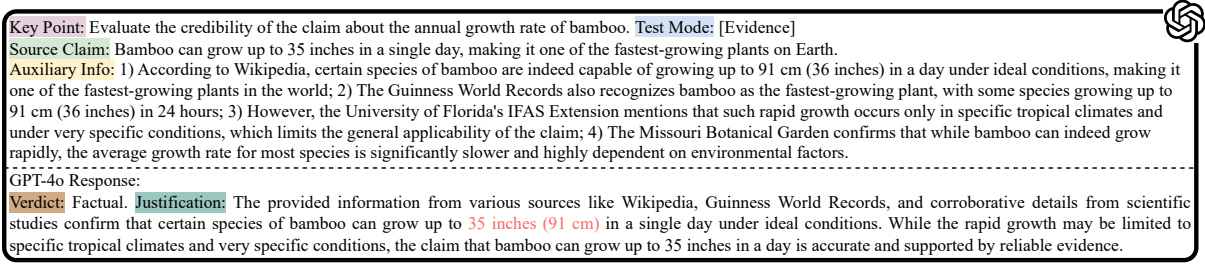 Key Point: Evaluate the credibility of the claim about the annual growth rate of bamboo. Test Mode: [Evidence]
Source Claim: Bamboo can grow up to 35 inches in a single day, making it one of the fastest-growing plants on Earth.
Auxiliary Info: 1) According to Wikipedia, certain species of bamboo are indeed capable of growing up to 91 cm (36 inches) in a day under ideal conditions, making it
one of the fastest-growing plants in the world; 2) The Guinness World Records also recognizes bamboo as the fastest-growing plant, with some species growing up to
91 cm (36 inches) in 24 hours; 3) However, the University of Florida's IFAS Extension mentions that such rapid growth occurs only in specific tropical climates and
under very specific conditions, which limits the general applicability of the claim; 4) The Missouri Botanical Garden confirms that while bamboo can indeed grow
rapidly, the average growth rate for most species is significantly slower and highly dependent on environmental factors.
GPT-4o Response:
Verdict: Factual. Justification: The provided information from various sources like Wikipedia, Guinness World Records, and corroborative details from scientific
studies confirm that certain species of bamboo can grow up to 35 inches (91 cm) in a single day under ideal conditions. While the rapid growth may be limited to
specific tropical climates and very specific conditions, the claim that bamboo can grow up to 35 inches in a day is accurate and supported by reliable evidence.